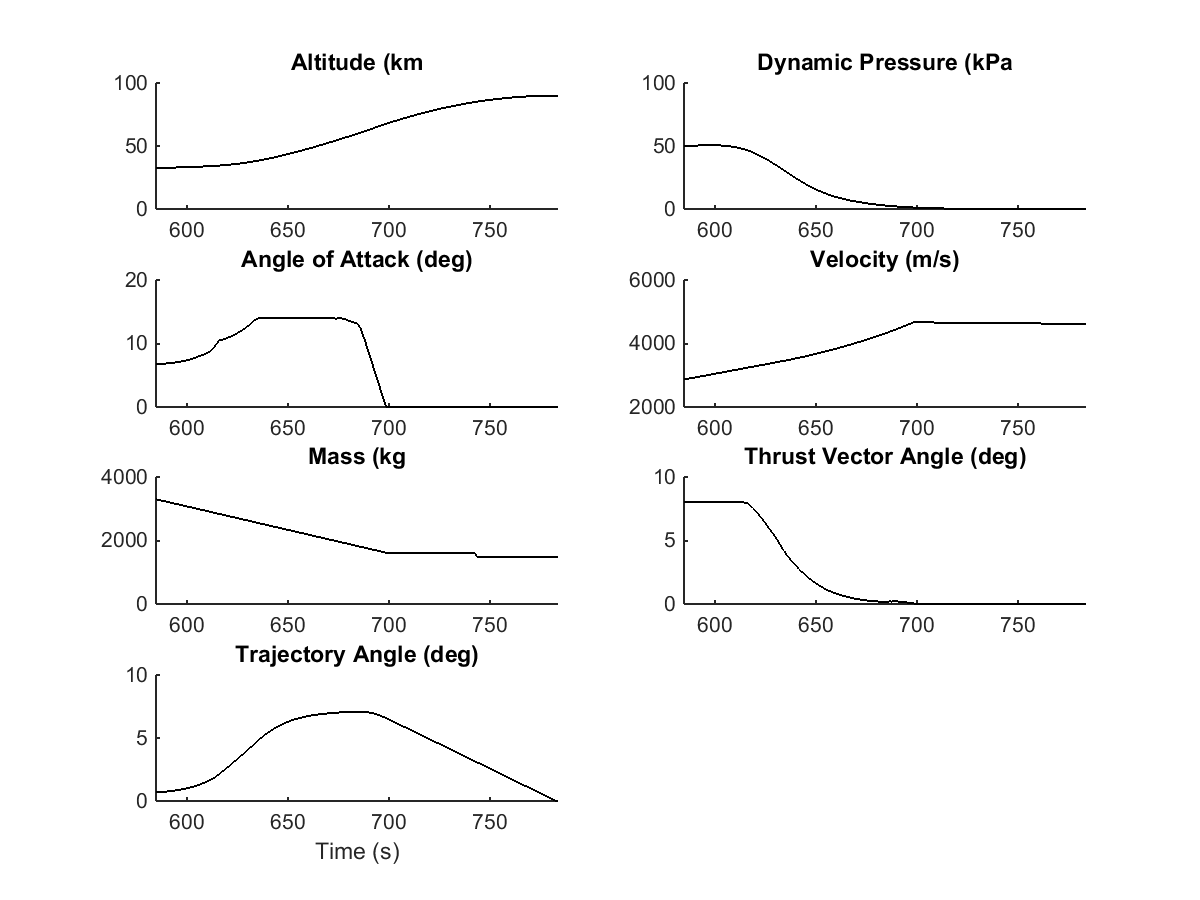 Altitude (km
100
50
0
600 650 700 750
Dynamic Pressure (kPa
100
50
0
600 650 700 750
Angle of Attack (deg)
20
10
0
600 650 700 750
Velocity (m/s)
6000
4000
2000
600 650 700 750
Mass (kg
4000
2000
0
600 650 700 750
Thrust Vector Angle (deg)
10
5
0
600 650 700 750
Trajectory Angle (deg)
10
5
0
600 650 700 750
Time (s)